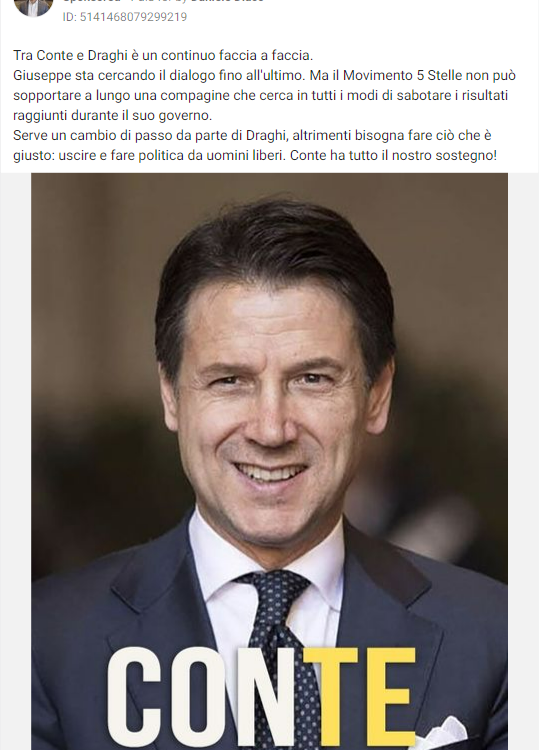 ID: 5141468079299219
Tra Conte e Draghi è un continuo faccia a faccia.
Giuseppe sta cercando il dialogo fino all'ultimo. Ma il Movimento 5 Stelle non può
sopportare a lungo una compagine che cerca in tutti i modi di sabotare i risultati
raggiunti durante il suo governo.
Serve un cambio di passo da parte di Draghi, altrimenti bisogna fare ciò che è
giusto: uscire e fare politica da uomini liberi. Conte ha tutto il nostro sostegno!
CONTE